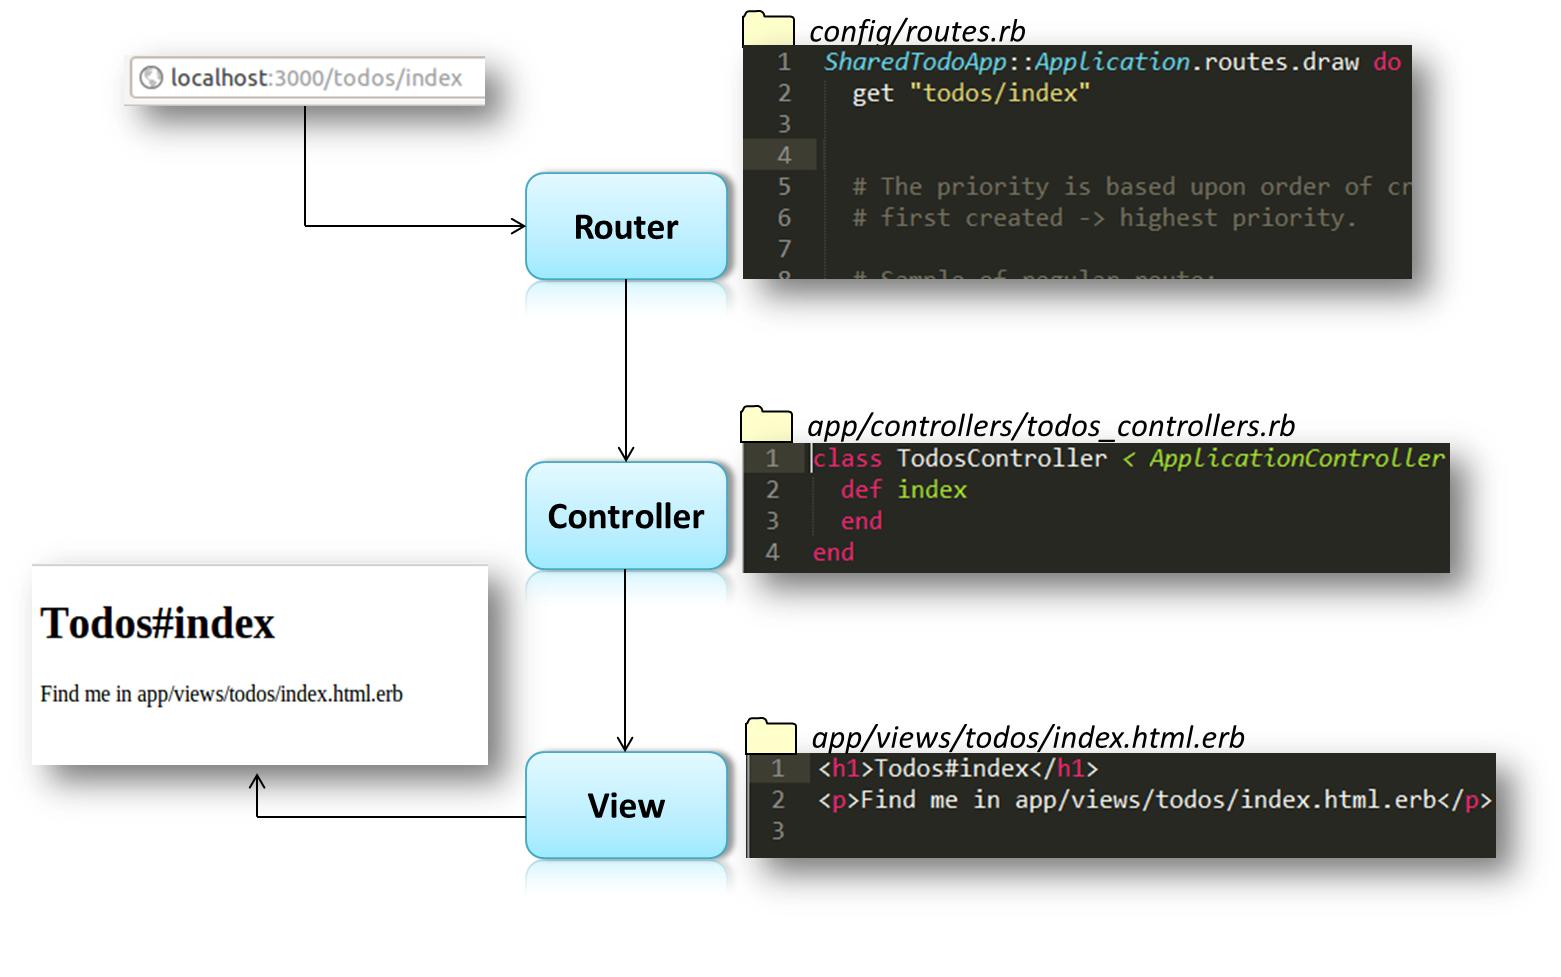 config/routes.rb
localhost:3000/todos/index
1 SharedTodoApp::Application.routes.draw do
2 get "todos/index"
3
4
5 # The priority is based upon order of cr
6 # first created -> highest priority.
7
8 # Sample of regular route:
Router
app/controllers/todos_controllers.rb
1 class TodosController < ApplicationController
2 def index
3 end
4 end
Controller
Todos#index
Find me in app/views/todos/index.html.erb
app/views/todos/index.html.erb
1 <h1>Todos#index</h1>
2 <p>Find me in app/views/todos/index.html.erb</p>
3
View